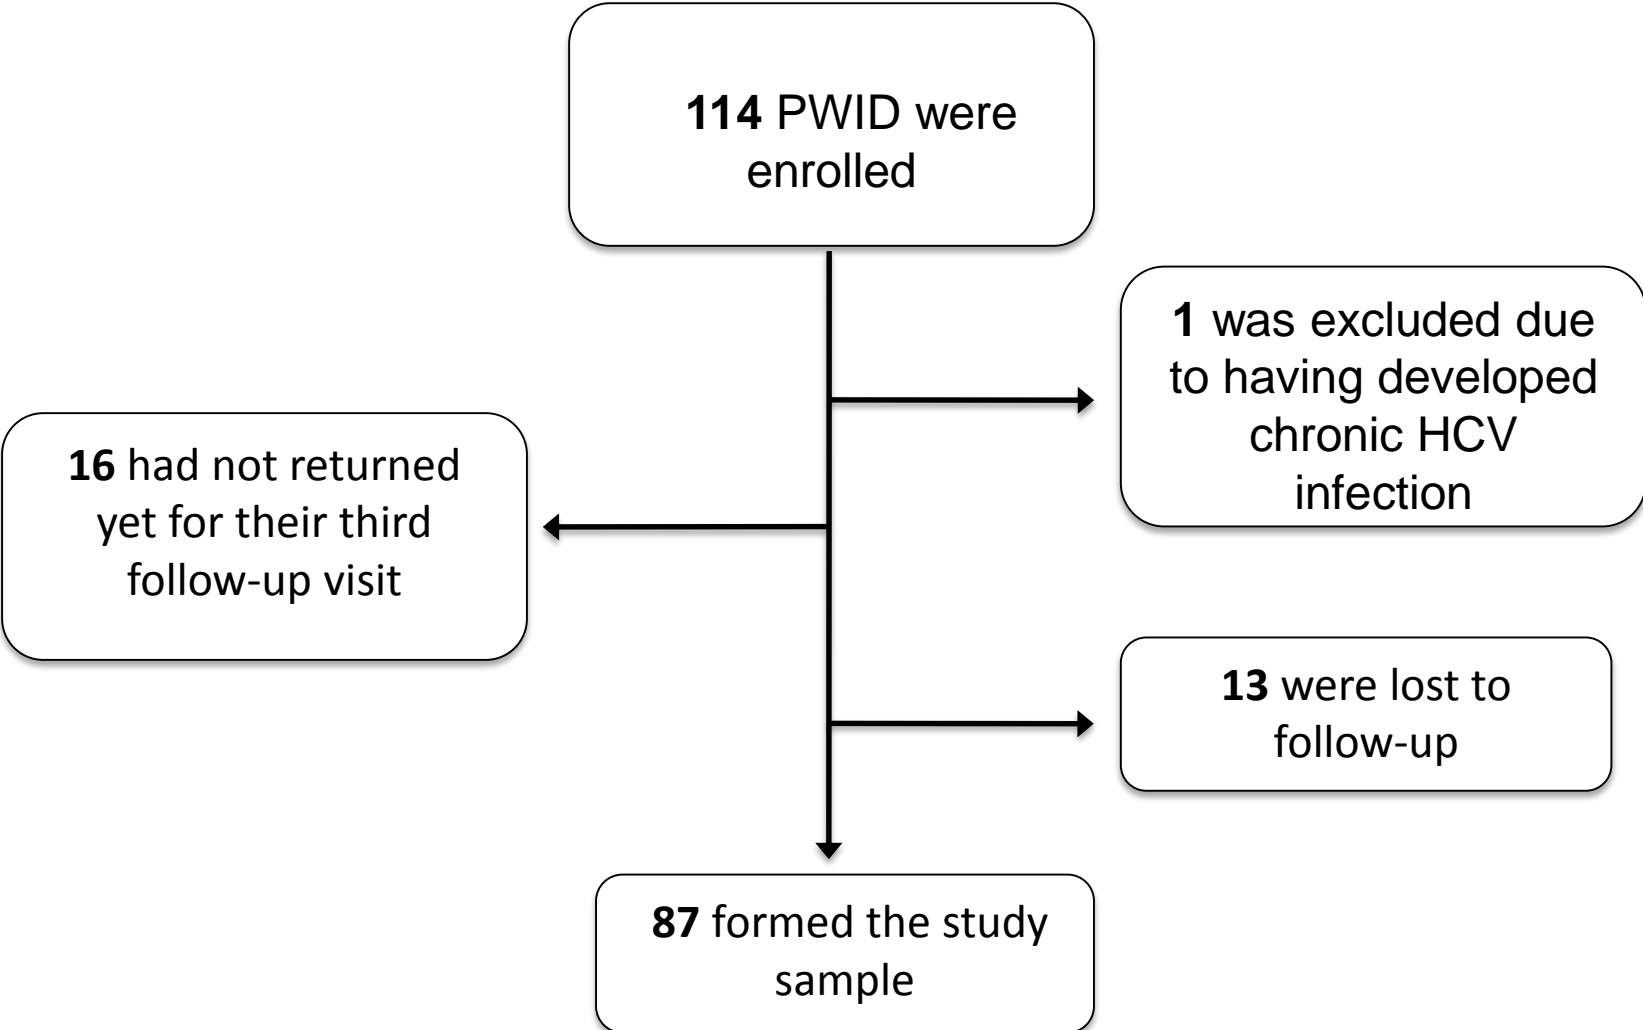 114 PWID were
enrolled
1 was excluded due
to having developed
chronic HCV
infection
16 had not returned
yet for their third
follow-up visit
13 were lost to
follow-up
87 formed the study
sample